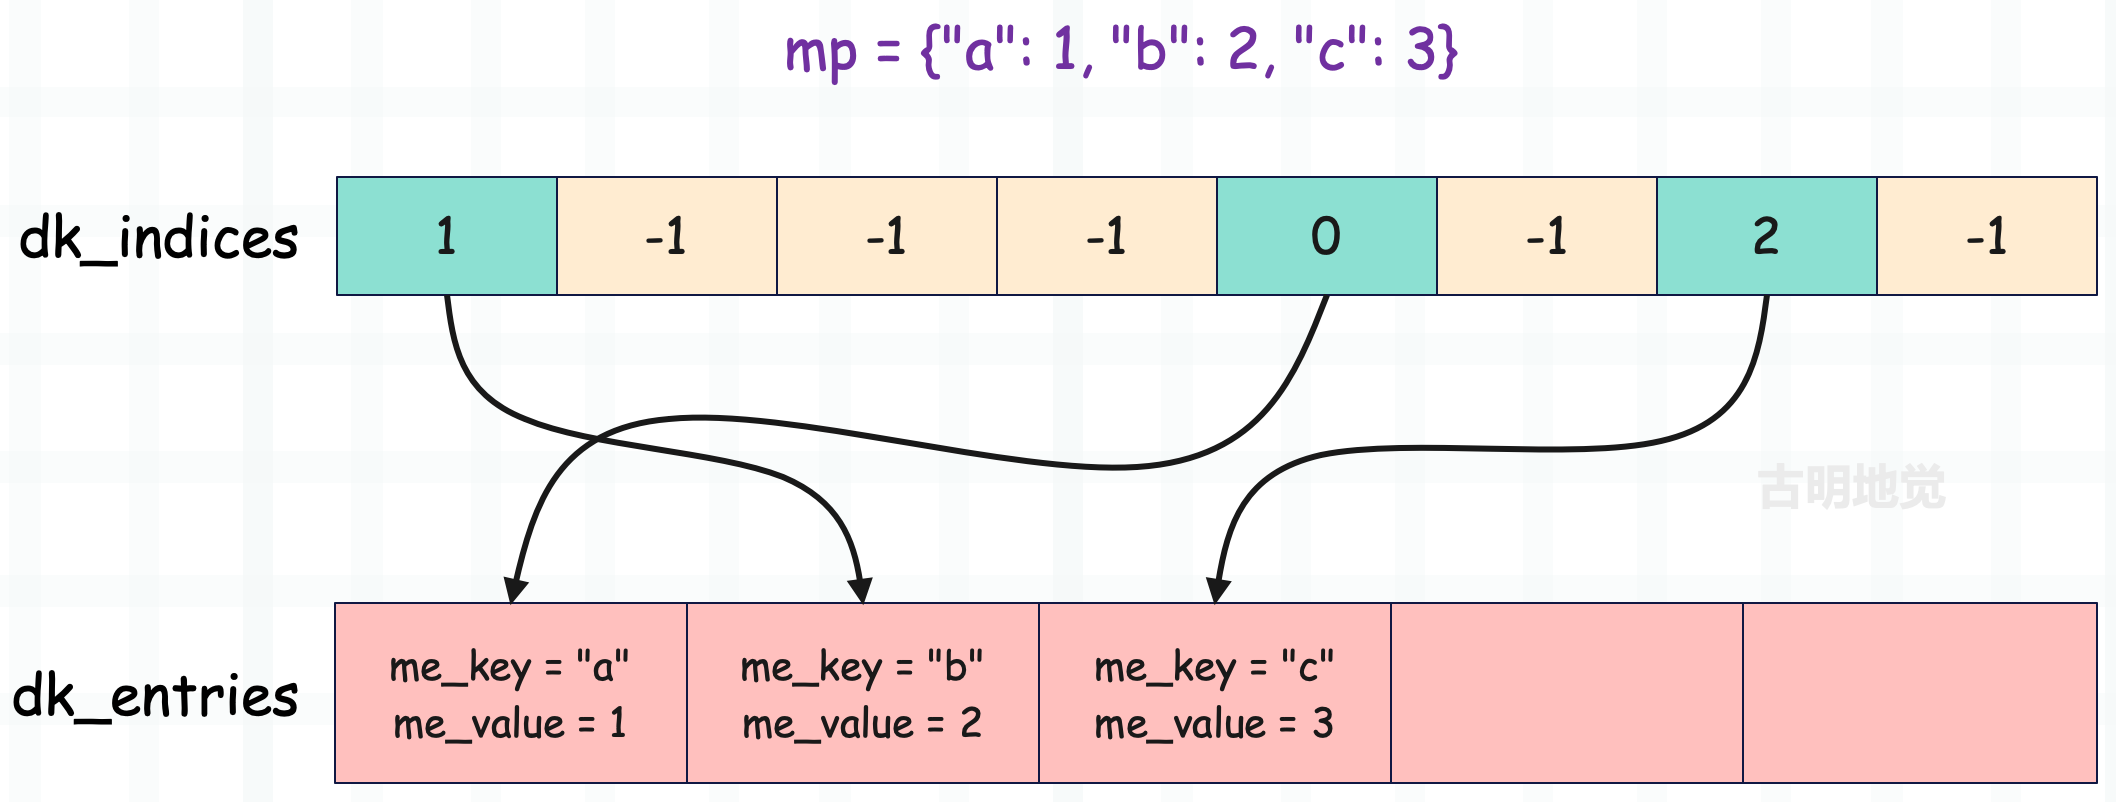 mp = {"a": 1, "b": 2, "c": 3}
dk_indices
1 -1 -1 -1 0 -1 2 -1
古明地觉
dk_entries
me_key = "a"
me_value = 1
me_key = "b"
me_value = 2
me_key = "c"
me_value = 3